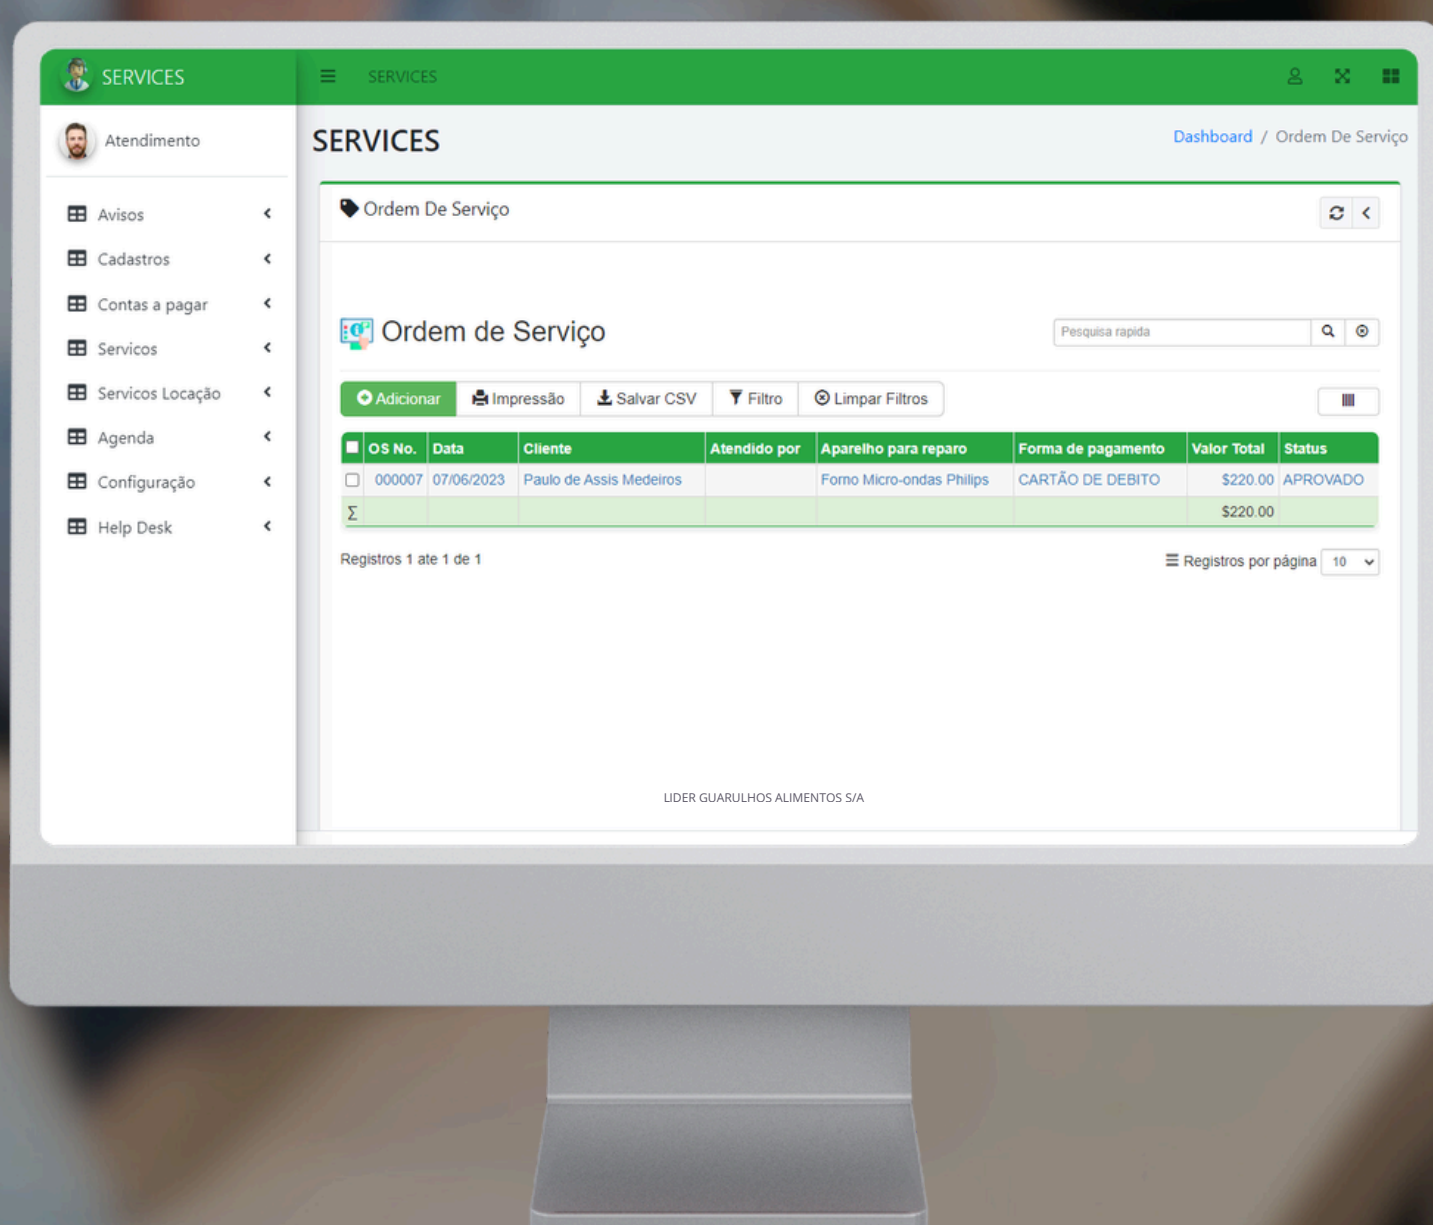 SERVICES
SERVICES
Atendimento
SERVICES
Dashboard / Ordem De Serviço
Avisos
Cadastros
Contas a pagar
Servicos
Servicos Locação
Agenda
Configuração
Help Desk
Ordem De Serviço
Ordem de Serviço
Pesquisa rapida
Adicionar Impressão Salvar CSV Filtro Limpar Filtros
OS No. Data Cliente Atendido por Aparelho para reparo Forma de pagamento Valor Total Status
000007 07/06/2023 Paulo de Assis Medeiros Forno Micro-ondas Philips CARTÃO DE DEBITO $220.00 APROVADO
Σ $220.00
Registros 1 ate 1 de 1
Registros por página 10
LIDER GUARULHOS ALIMENTOS S/A